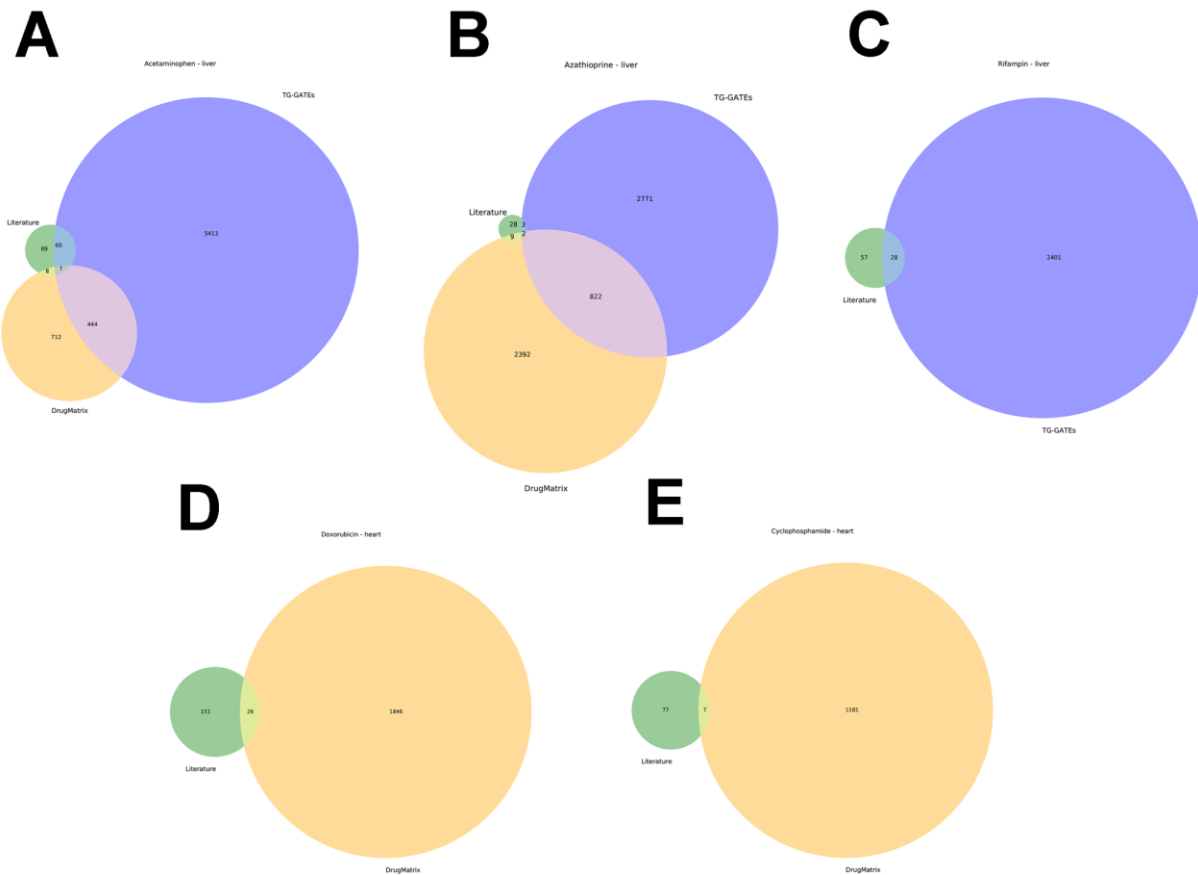 A
B
C
Acetaminophen - liver
Azathioprine - liver
Rifampin - liver
TG-GATEs
TG-GATEs
Literature
89
60
5413
8
7
444
712
DrugMatrix
Literature
28
3
2771
9
2
822
2392
DrugMatrix
57
28
2401
Literature
TG-GATEs
D
E
Doxorubicin - heart
Cyclophosphamide - heart
151
26
1846
Literature
DrugMatrix
77
7
1181
Literature
DrugMatrix